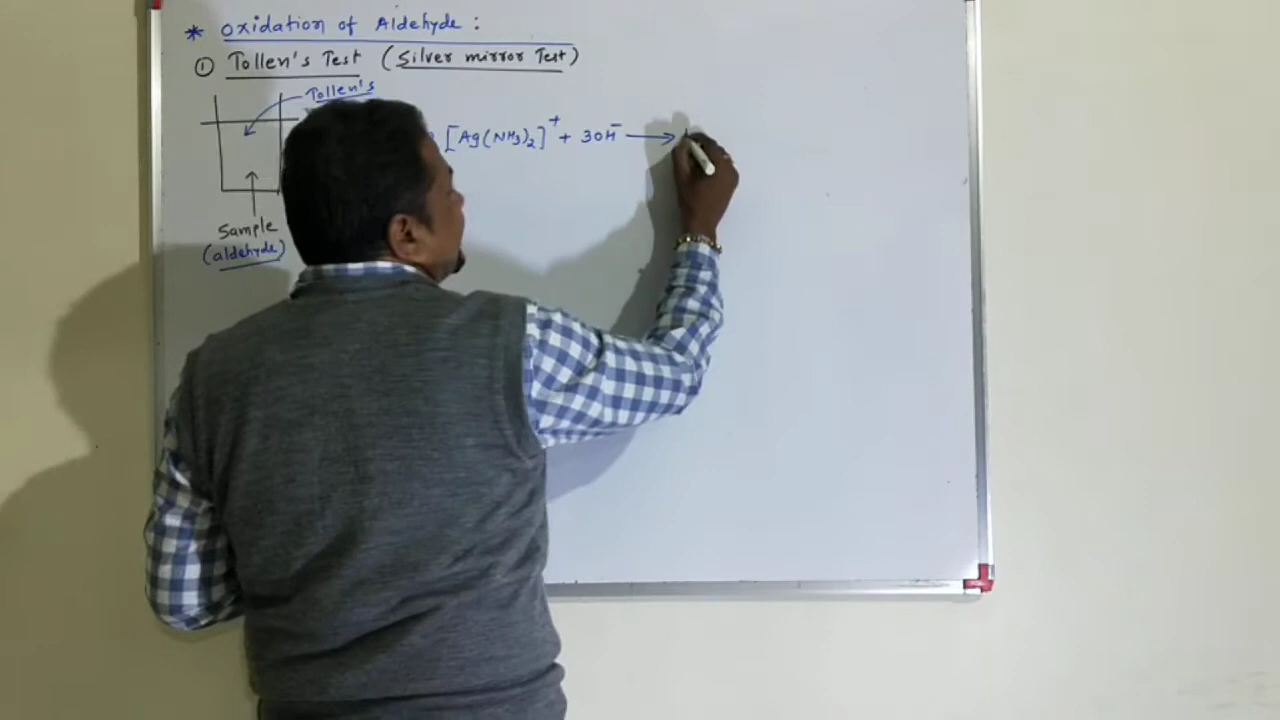 * Oxidation of Aldehyde :
① Tollen's Test (Silver mirror Test)
Tollen's
[Ag(NH3)2]+ + 3OH- →
Sample
(aldehyde)